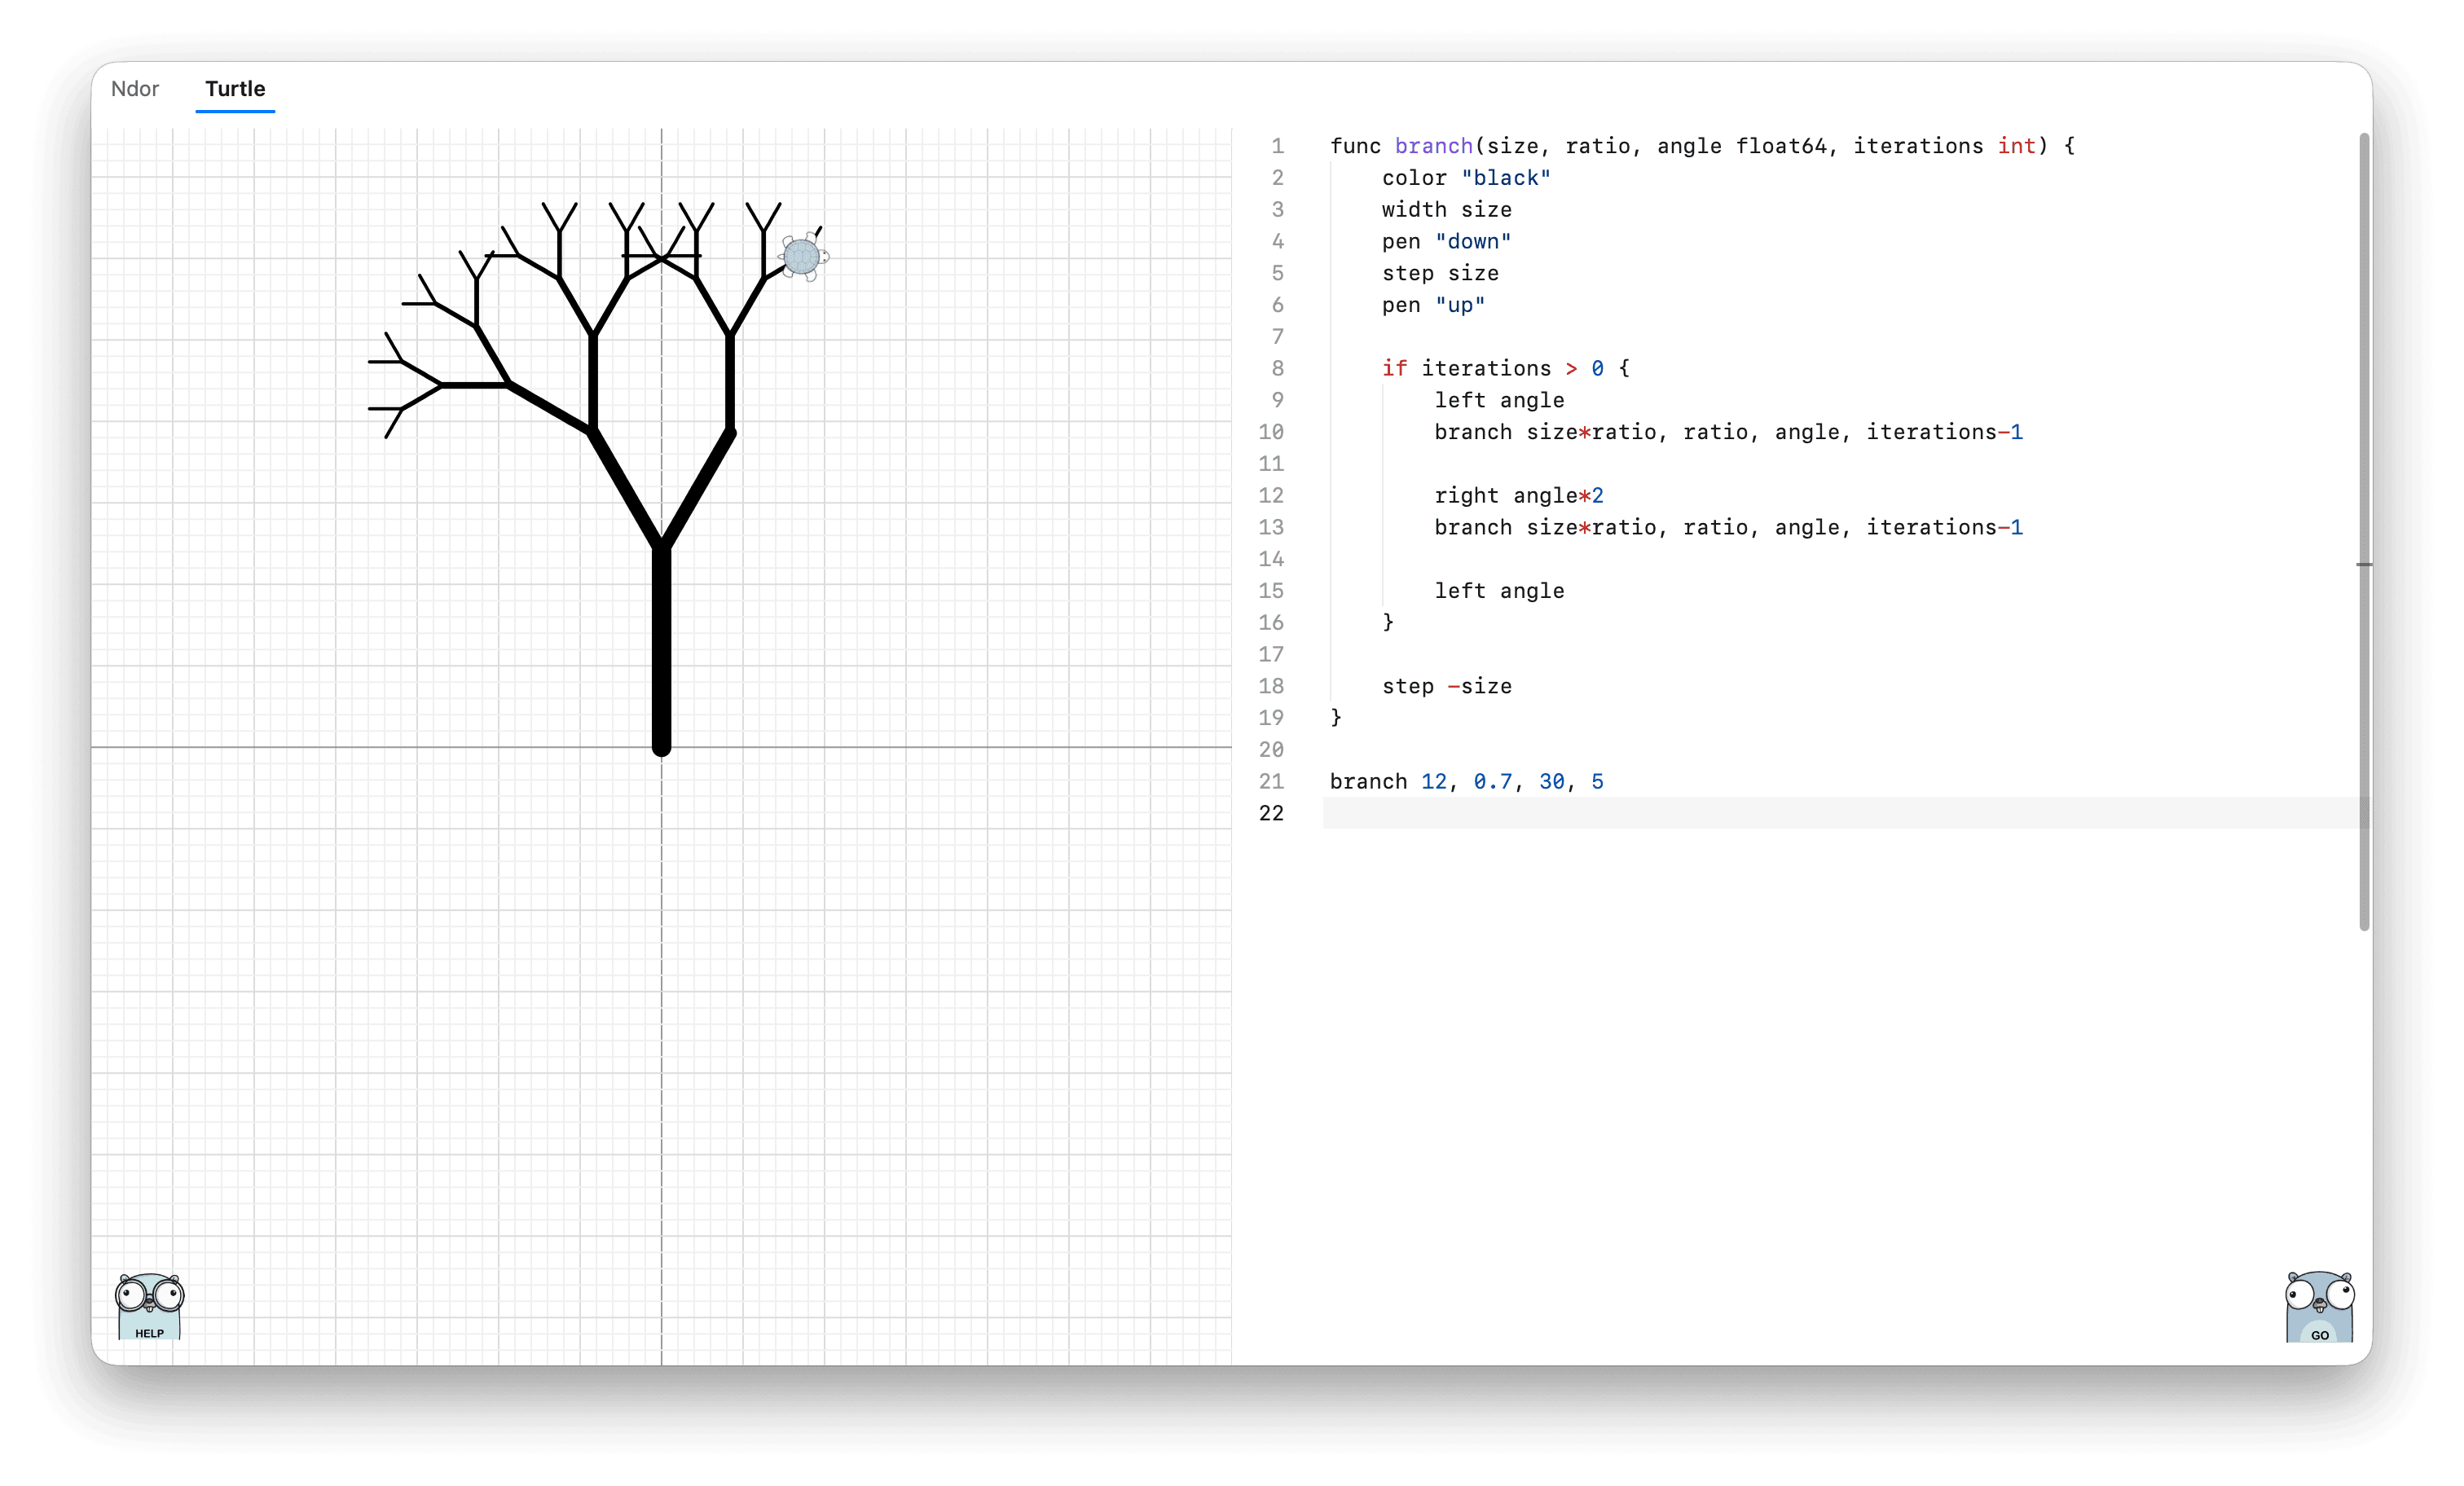 Ndor Turtle
1 func branch(size, ratio, angle float64, iterations int) {
2 color "black"
3 width size
4 pen "down"
5 step size
6 pen "up"
7
8 if iterations > 0 {
9 left angle
10 branch size*ratio, ratio, angle, iterations-1
11
12 right angle*2
13 branch size*ratio, ratio, angle, iterations-1
14
15 left angle
16 }
17
18 step -size
19 }
20
21 branch 12, 0.7, 30, 5
22
HELP
GO